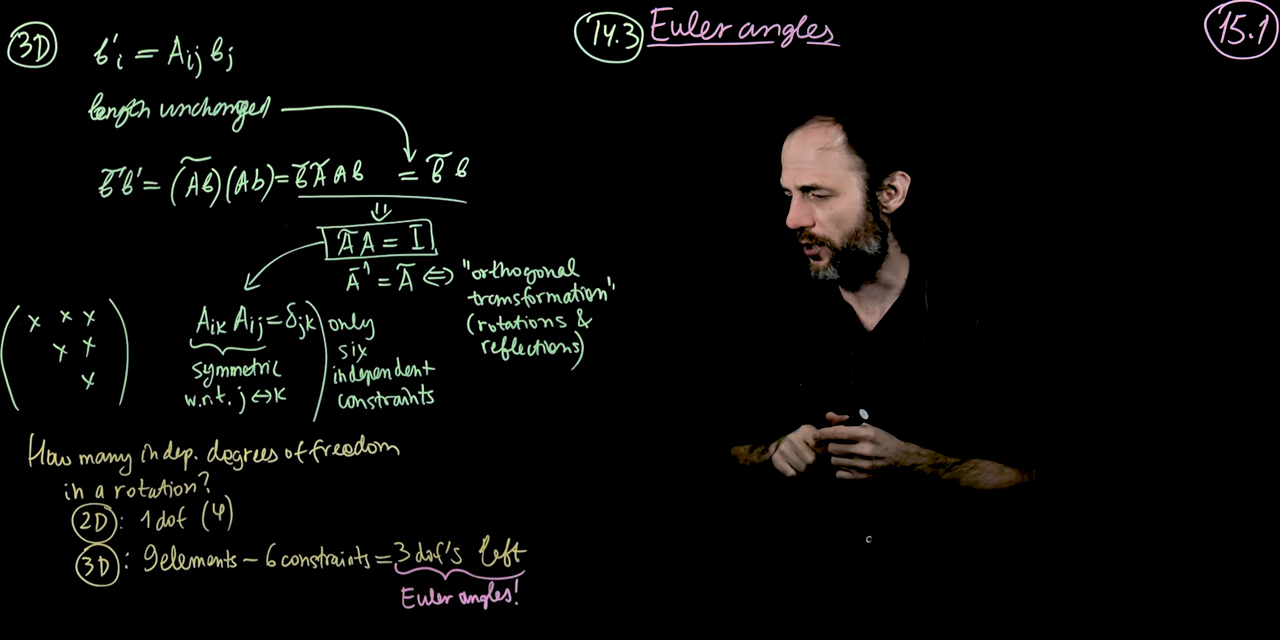 3D b'ᵢ = Aᵢⱼ bⱼ
length unchanged
b̃'b' = (Ãb)(Ab) = b̃ Ã A b = b̃ b
⇓
Ã A = I
A⁻¹ = Ã ⇔ "orthogonal
transformation"
(rotations &
reflections)
( x x x
x x
x )
Aᵢₖ Aᵢⱼ = δⱼₖ
symmetric
w.r.t. j ↔ k
only
six
independent
constraints
How many indep. degrees of freedom
in a rotation?
2D : 1 dof (φ)
3D : 9 elements - 6 constraints = 3 dof's left
Euler angles!
14.3 Euler angles
15.1